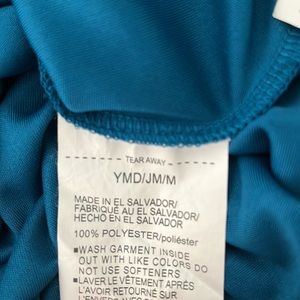 --- TEAR AWAY ---
YMD/JM/M
MADE IN EL SALVADOR/
FABRIQUÉ AU EL SALVADOR/
HECHO EN EL SALVADOR
100% POLYESTER/poliéster
■WASH GARMENT INSIDE
OUT WITH LIKE COLORS DO
NOT USE SOFTENERS
■LAVER LE VÊTEMENT APRÈS
L'AVOIR RETOURNÉ